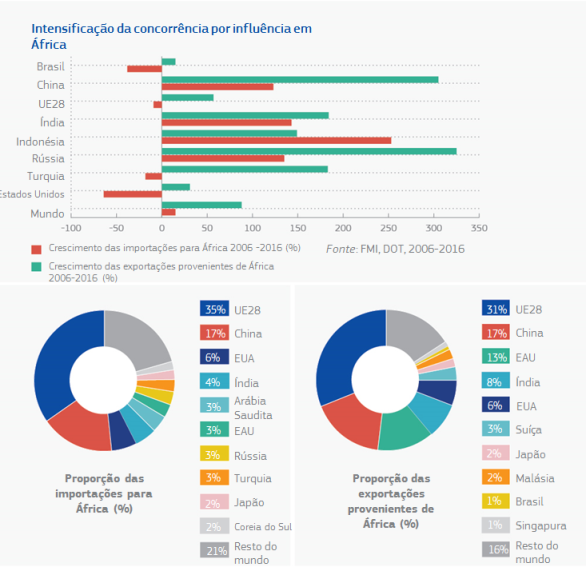 Intensificação da concorrência por influência em
África
Brasil
China
UE28
Índia
Indonésia
Rússia
Turquia
Estados Unidos
Mundo
-100 -50 0 50 100 150 200 250 300 350
Crescimento das importações para África 2006 -2016 (%)
Fonte: FMI, DOT, 2006-2016
Crescimento das exportações provenientes de África
2006-2016 (%)
35% UE28
17% China
6% EUA
4% Índia
3% Arábia
Saudita
3% EAU
3% Rússia
3% Turquia
2% Japão
2% Coreia do Sul
21% Resto do
mundo
Proporção das
importações para
África (%)
31% UE28
17% China
13% EAU
8% Índia
6% EUA
3% Suíça
2% Japão
2% Malásia
1% Brasil
1% Singapura
16% Resto do
mundo
Proporção das
exportações
provenientes de
África (%)